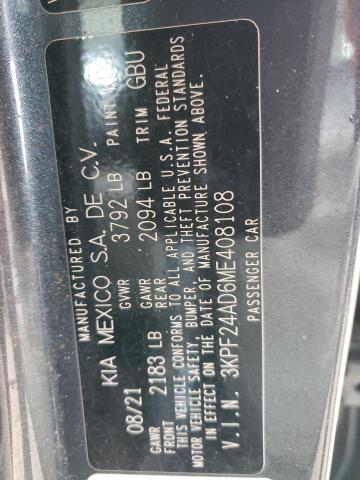 MANUFACTURED BY
KIA MEXICO S.A. DE C.V.
08/21 GVWR 3792 LB PAINT
GAWR FRONT 2183 LB GAWR REAR 2094 LB TRIM GBU
THIS VEHICLE CONFORMS TO ALL APPLICABLE U.S.A. FEDERAL
MOTOR VEHICLE SAFETY, BUMPER, AND THEFT PREVENTION STANDARDS
IN EFFECT ON THE DATE OF MANUFACTURE SHOWN ABOVE.
V.I.N. 3KPF24AD6ME408108
PASSENGER CAR